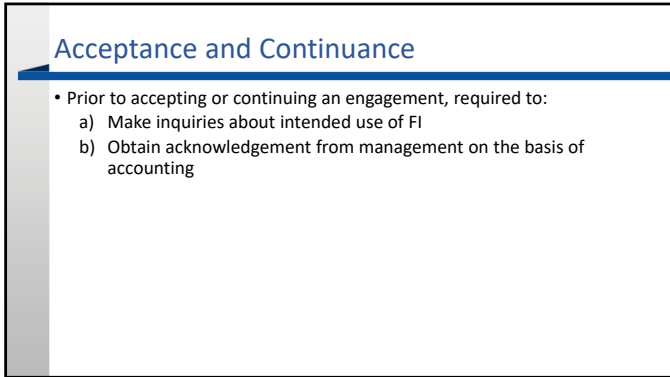 Acceptance and Continuance
• Prior to accepting or continuing an engagement, required to:
a) Make inquiries about intended use of FI
b) Obtain acknowledgement from management on the basis of
accounting